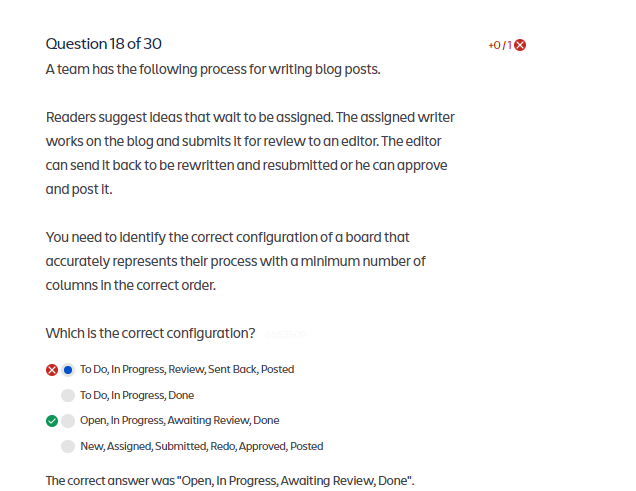 Question 18 of 30
+0 / 1
A team has the following process for writing blog posts.
Readers suggest ideas that wait to be assigned. The assigned writer
works on the blog and submits it for review to an editor. The editor
can send it back to be rewritten and resubmitted or he can approve
and post it.
You need to identify the correct configuration of a board that
accurately represents their process with a minimum number of
columns in the correct order.
Which is the correct configuration?
To Do, In Progress, Review, Sent Back, Posted
To Do, In Progress, Done
Open, In Progress, Awaiting Review, Done
New, Assigned, Submitted, Redo, Approved, Posted
The correct answer was "Open, In Progress, Awaiting Review, Done".